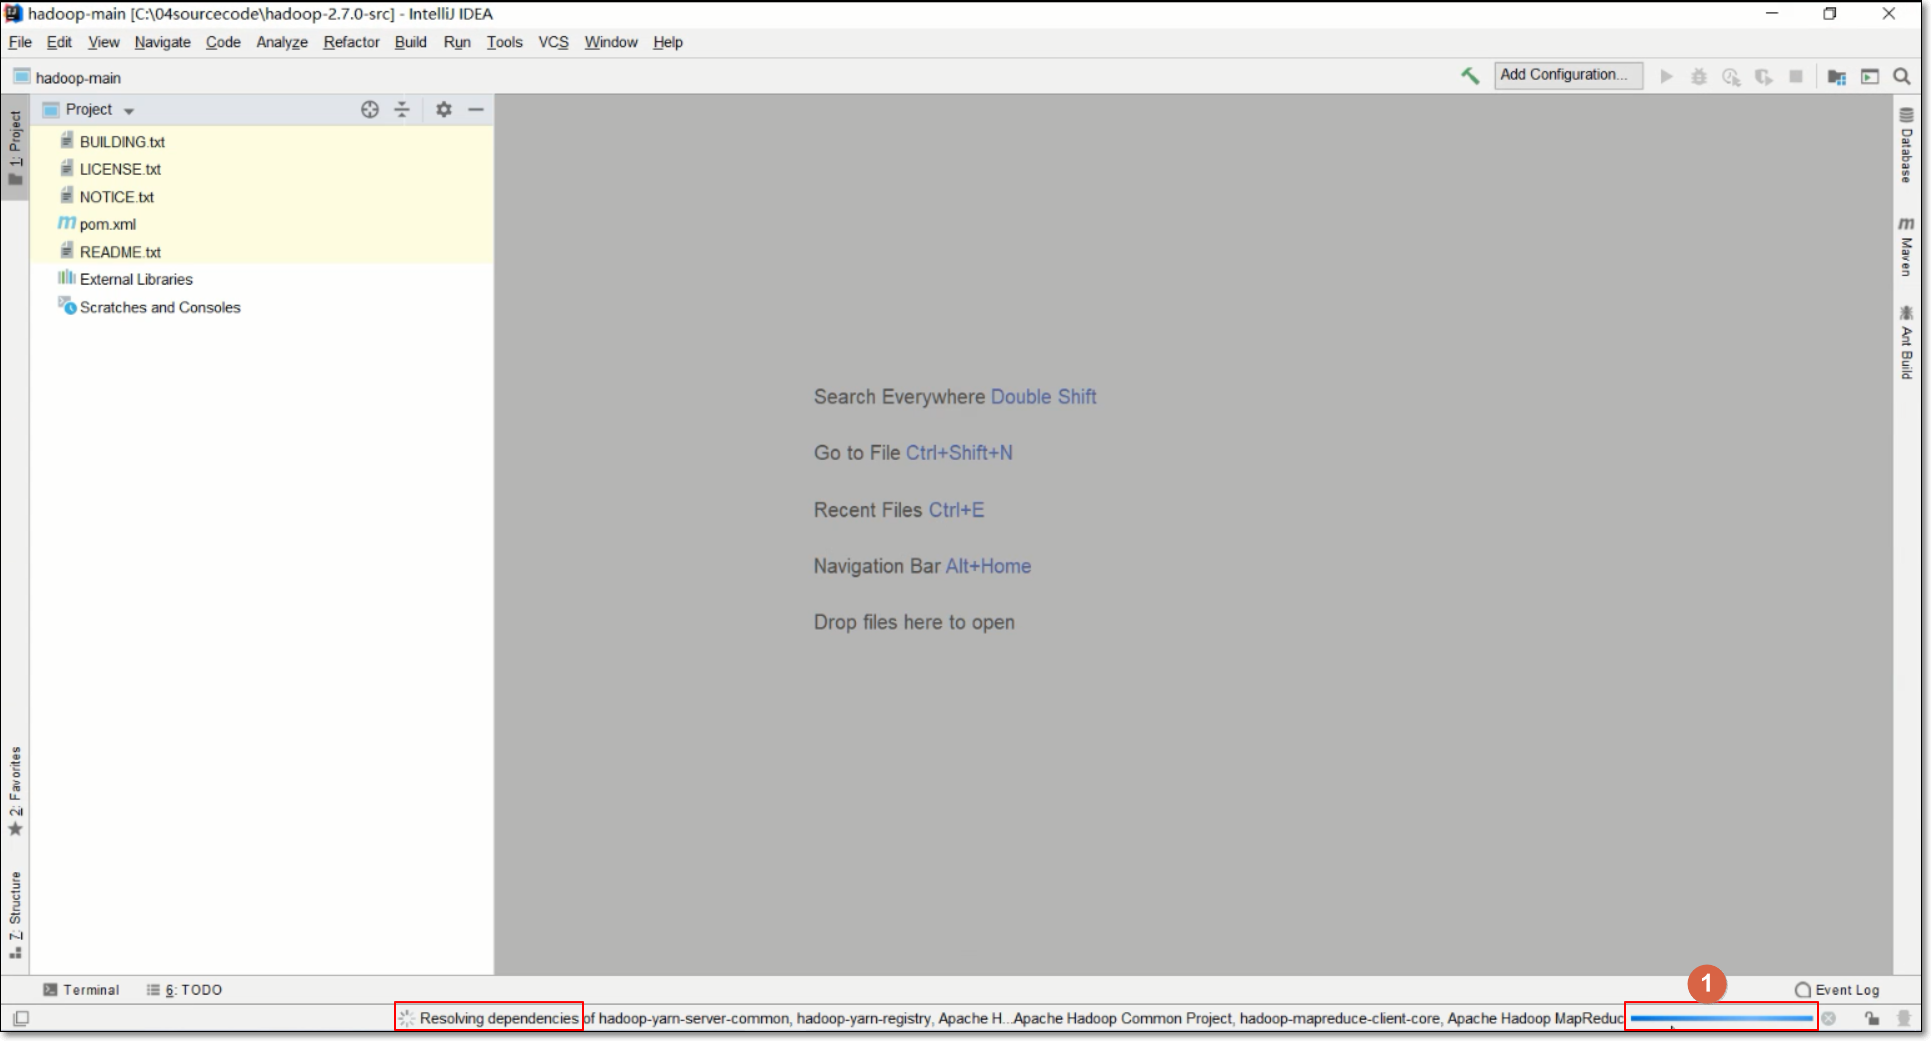 hadoop-main [C:\04sourcecode\hadoop-2.7.0-src] - IntelliJ IDEA
File Edit View Navigate Code Analyze Refactor Build Run Tools VCS Window Help
hadoop-main
Add Configuration...
1: Project
Project
BUILDING.txt
LICENSE.txt
NOTICE.txt
m pom.xml
README.txt
External Libraries
Scratches and Consoles
Search Everywhere Double Shift
Go to File Ctrl+Shift+N
Recent Files Ctrl+E
Navigation Bar Alt+Home
Drop files here to open
Database
m Maven
Ant Build
2: Favorites
7: Structure
Terminal
6: TODO
1
Event Log
Resolving dependencies of hadoop-yarn-server-common, hadoop-yarn-registry, Apache H...Apache Hadoop Common Project, hadoop-mapreduce-client-core, Apache Hadoop MapReduc